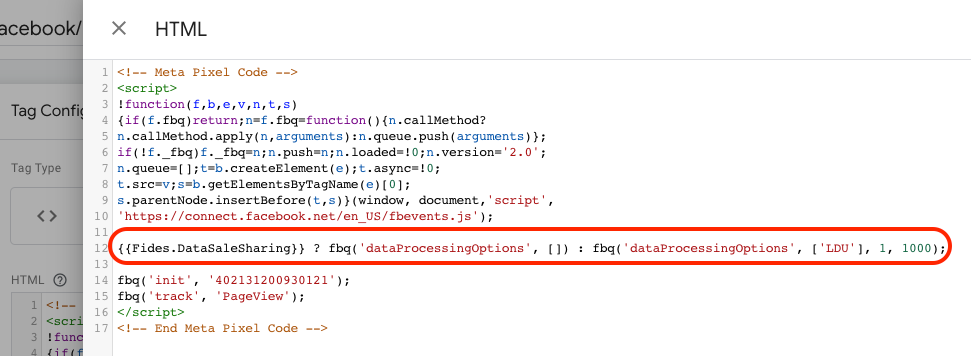 acebook/
HTML
Tag Config
Tag Type
HTML
1 <!--
2 <scri
3 !func
4 {if(f
1 <!-- Meta Pixel Code -->
2 <script>
3 !function(f,b,e,v,n,t,s)
4 {if(f.fbq)return;n=f.fbq=function(){n.callMethod?
5 n.callMethod.apply(n,arguments):n.queue.push(arguments)};
6 if(!f._fbq)f._fbq=n;n.push=n;n.loaded=!0;n.version='2.0';
7 n.queue=[];t=b.createElement(e);t.async=!0;
8 t.src=v;s=b.getElementsByTagName(e)[0];
9 s.parentNode.insertBefore(t,s)}(window, document,'script',
10 'https://connect.facebook.net/en_US/fbevents.js');
11
12 {{Fides.DataSaleSharing}} ? fbq('dataProcessingOptions', []) : fbq('dataProcessingOptions', ['LDU'], 1, 1000);
13
14 fbq('init', '402131200930121');
15 fbq('track', 'PageView');
16 </script>
17 <!-- End Meta Pixel Code -->